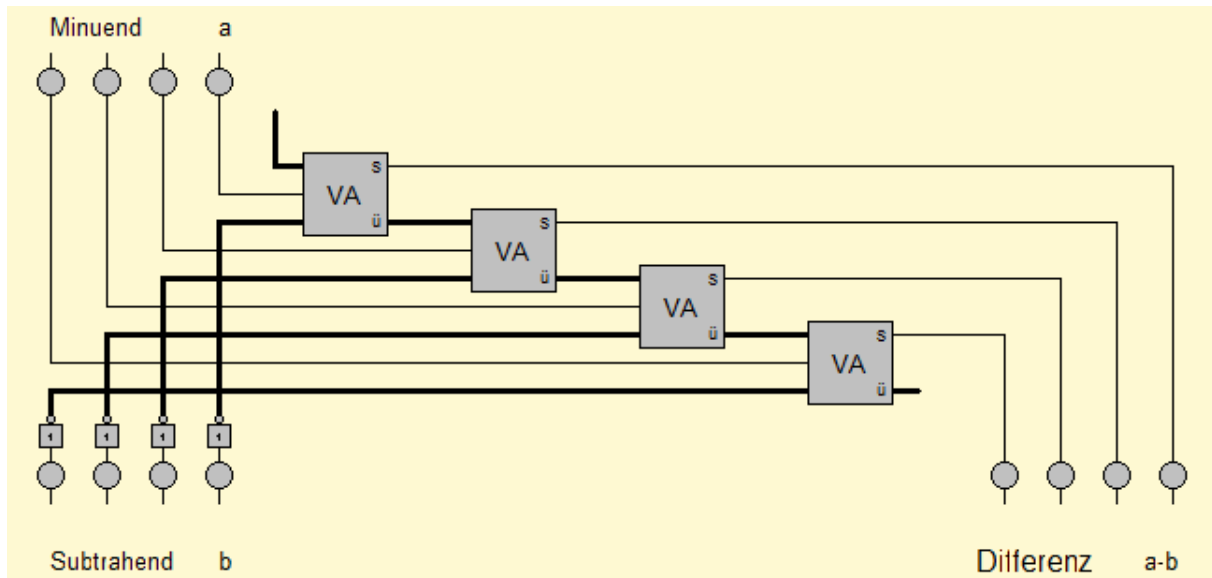 Minuend a
s
VA
ü
s
VA
ü
s
VA
ü
s
VA
ü
1 1 1 1
Subtrahend b
Differenz a-b